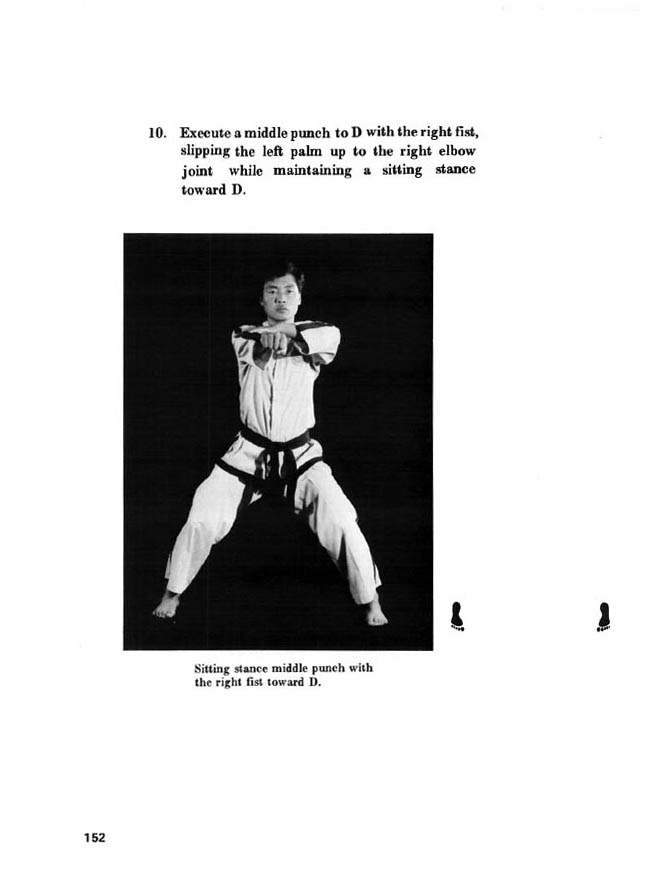 10. Execute a middle punch to D with the right fist,
slipping the left palm up to the right elbow
joint while maintaining a sitting stance
toward D.
Sitting stance middle punch with
the right fist toward D.
152